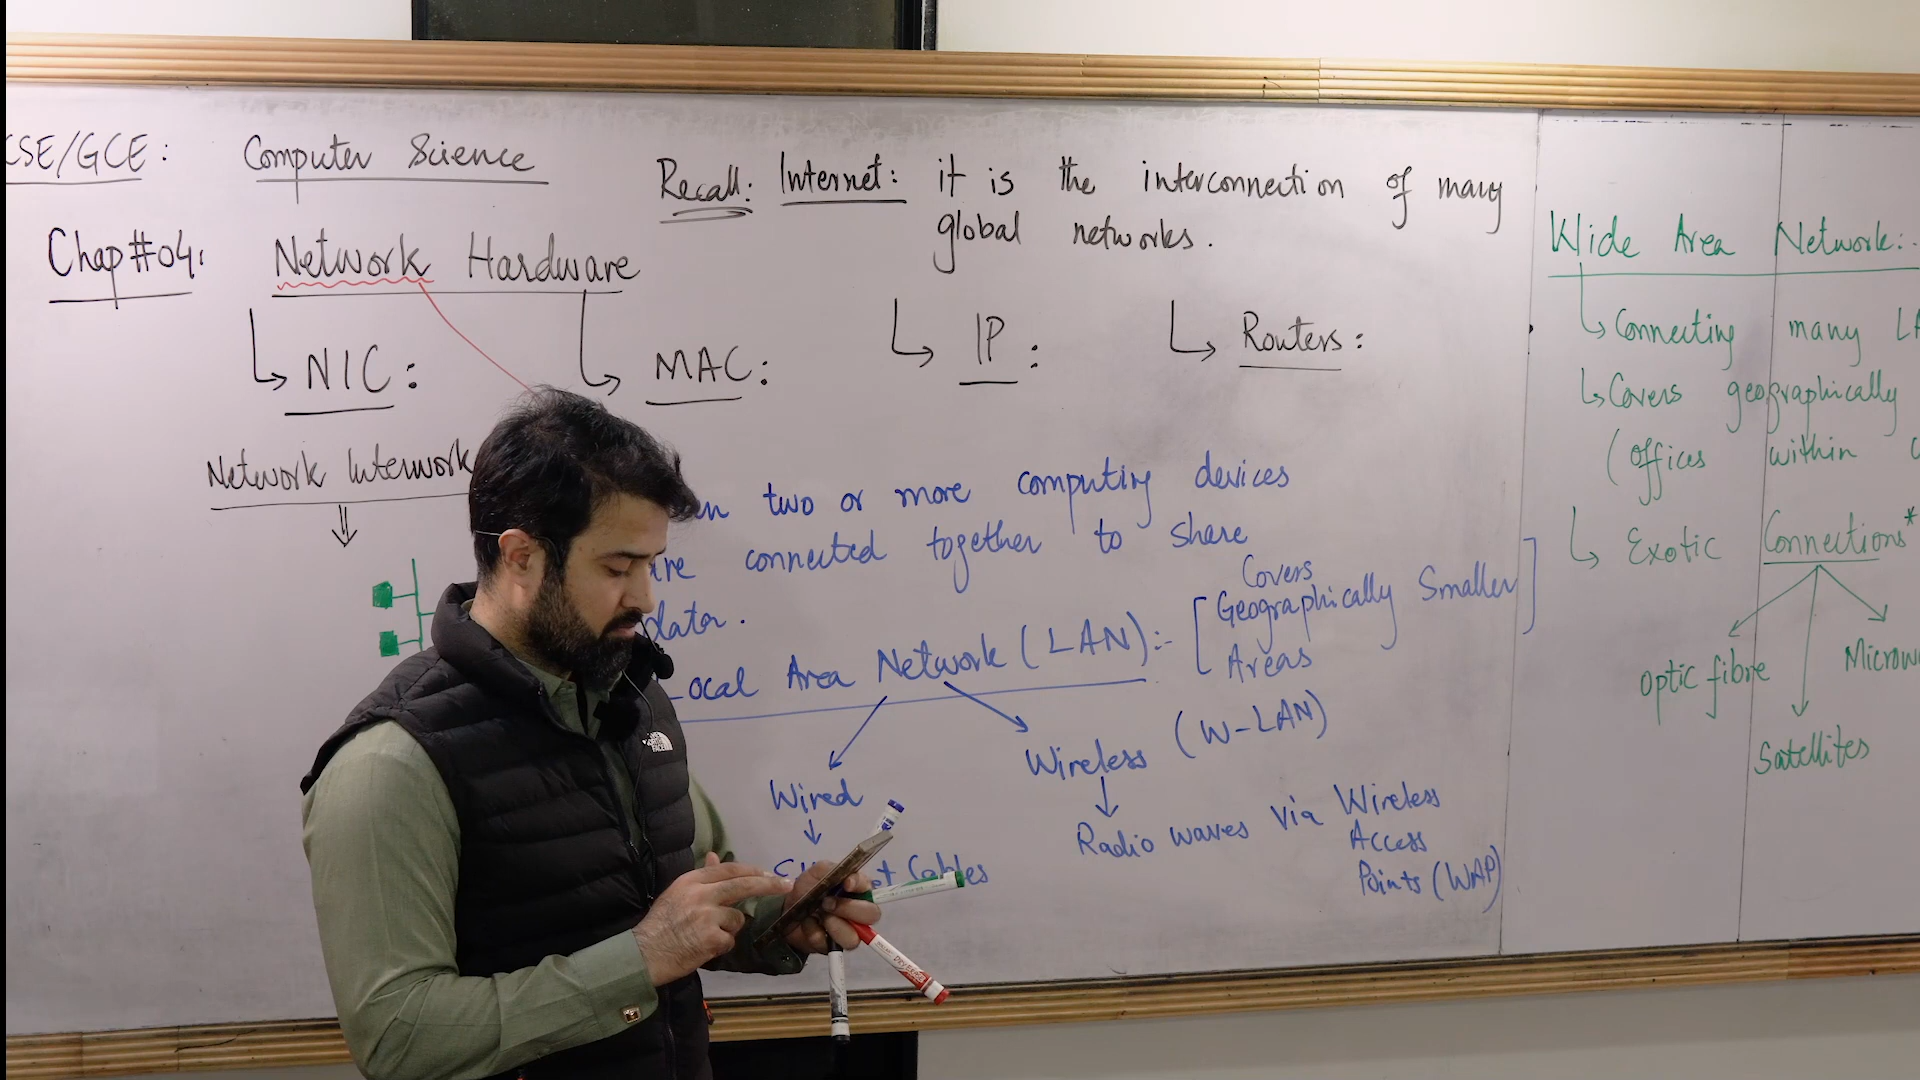 CSE/GCE: Computer Science
Chap#04: Network Hardware
NIC:
MAC:
Network Interwork
Recall: Internet: it is the interconnection of many
global networks.
IP:
Routers:
two or more computing devices
connected together to share
data.
Local Area Network (LAN):-
Covers
Geographically Smaller
Areas
Wired
Cables
Wireless (W-LAN)
Radio waves via Wireless
Access
Points (WAP)
Wide Area Network:-
Connecting many
Covers geographically
(offices within
Exotic Connections*
Optic fibre
Satellites